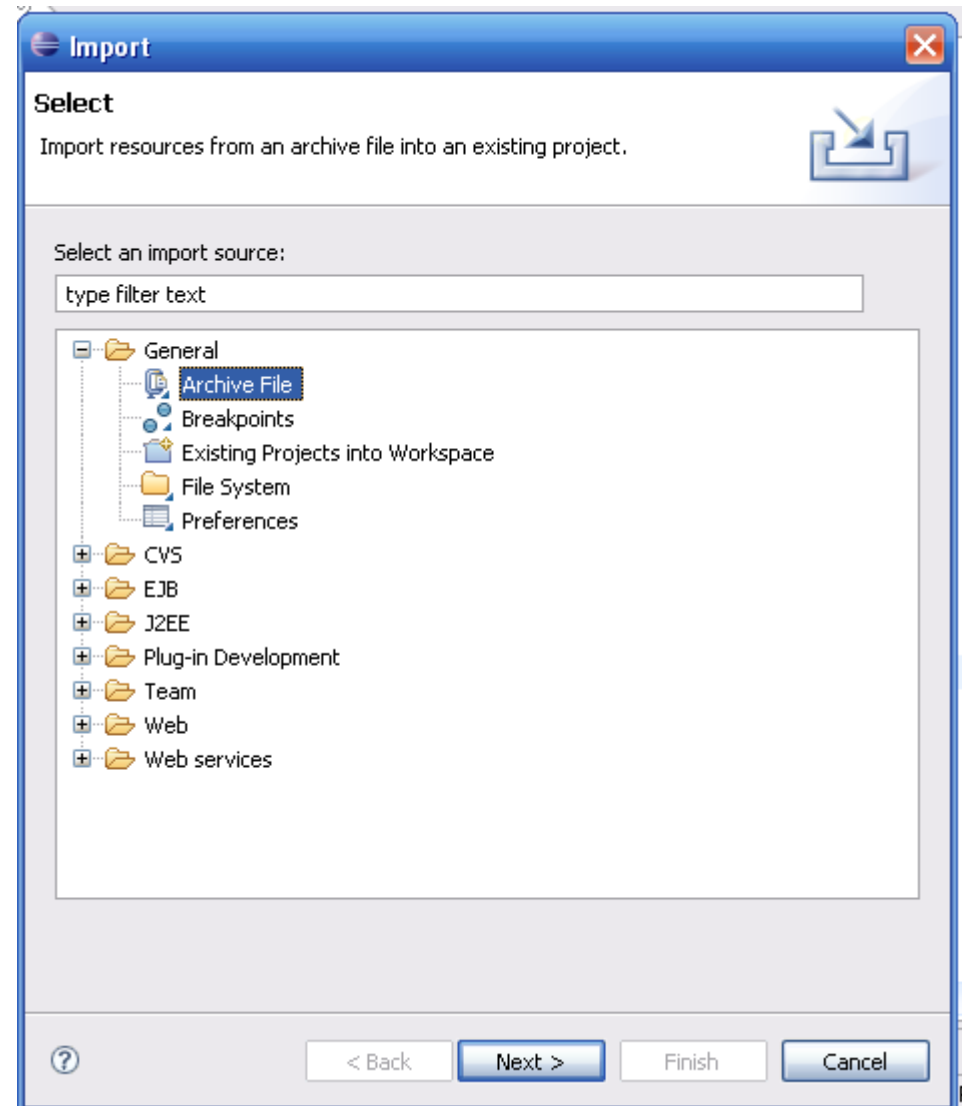 Import
Select
Import resources from an archive file into an existing project.
Select an import source:
type filter text
General
Archive File
Breakpoints
Existing Projects into Workspace
File System
Preferences
CVS
EJB
J2EE
Plug-in Development
Team
Web
Web services
< Back Next > Finish Cancel